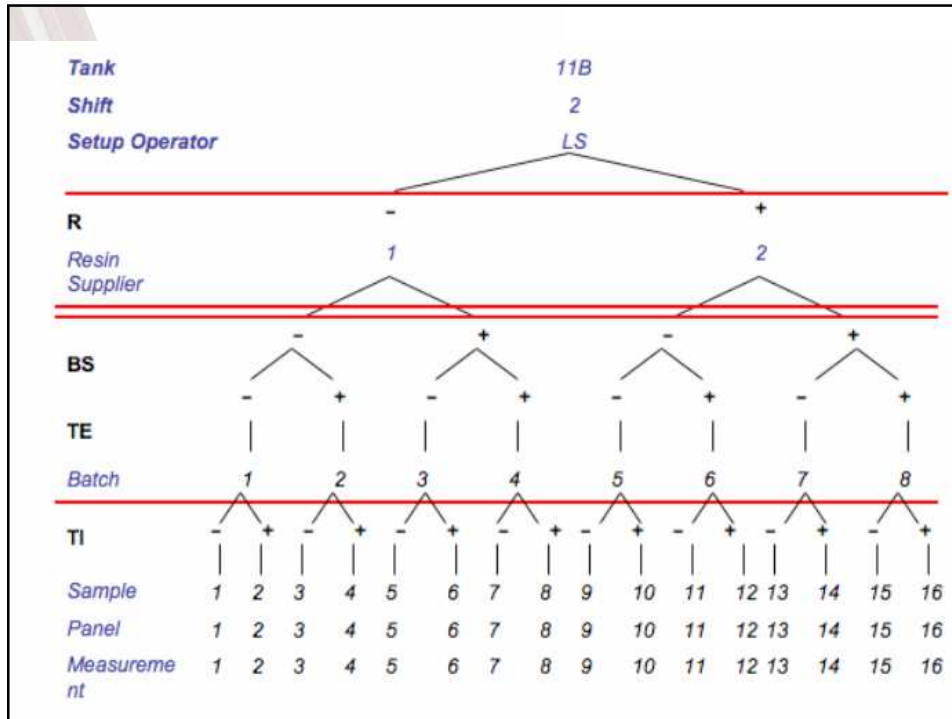 Tank 11B
Shift 2
Setup Operator LS
- +
R
1 2
Resin
Supplier
- + - +
BS
- + - + - + - +
TE
Batch 1 2 3 4 5 6 7 8
TI - + - + - + - + - + - + - + - +
Sample 1 2 3 4 5 6 7 8 9 10 11 12 13 14 15 16
Panel 1 2 3 4 5 6 7 8 9 10 11 12 13 14 15 16
Measureme 1 2 3 4 5 6 7 8 9 10 11 12 13 14 15 16
nt